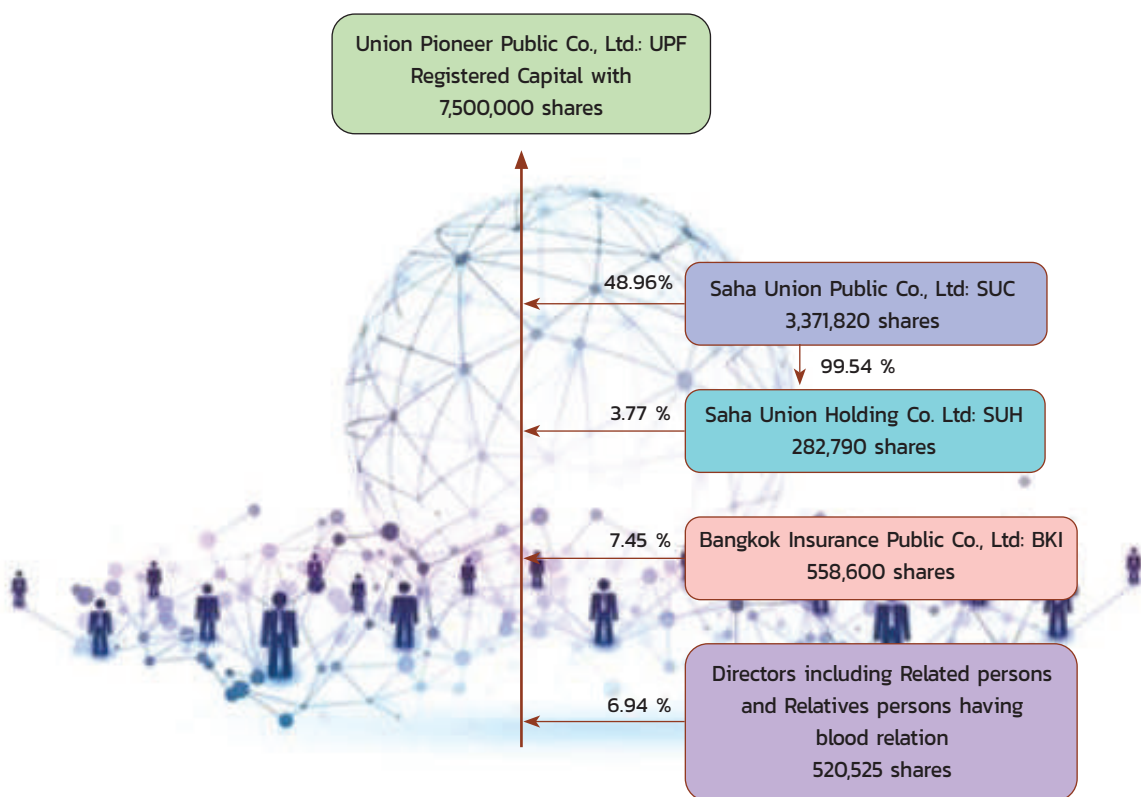 Union Pioneer Public Co., Ltd.: UPF
Registered Capital with
7,500,000 shares
48.96%
Saha Union Public Co., Ltd: SUC
3,371,820 shares
99.54 %
3.77 %
Saha Union Holding Co. Ltd: SUH
282,790 shares
7.45 %
Bangkok Insurance Public Co., Ltd: BKI
558,600 shares
6.94 %
Directors including Related persons
and Relatives persons having
blood relation
520,525 shares